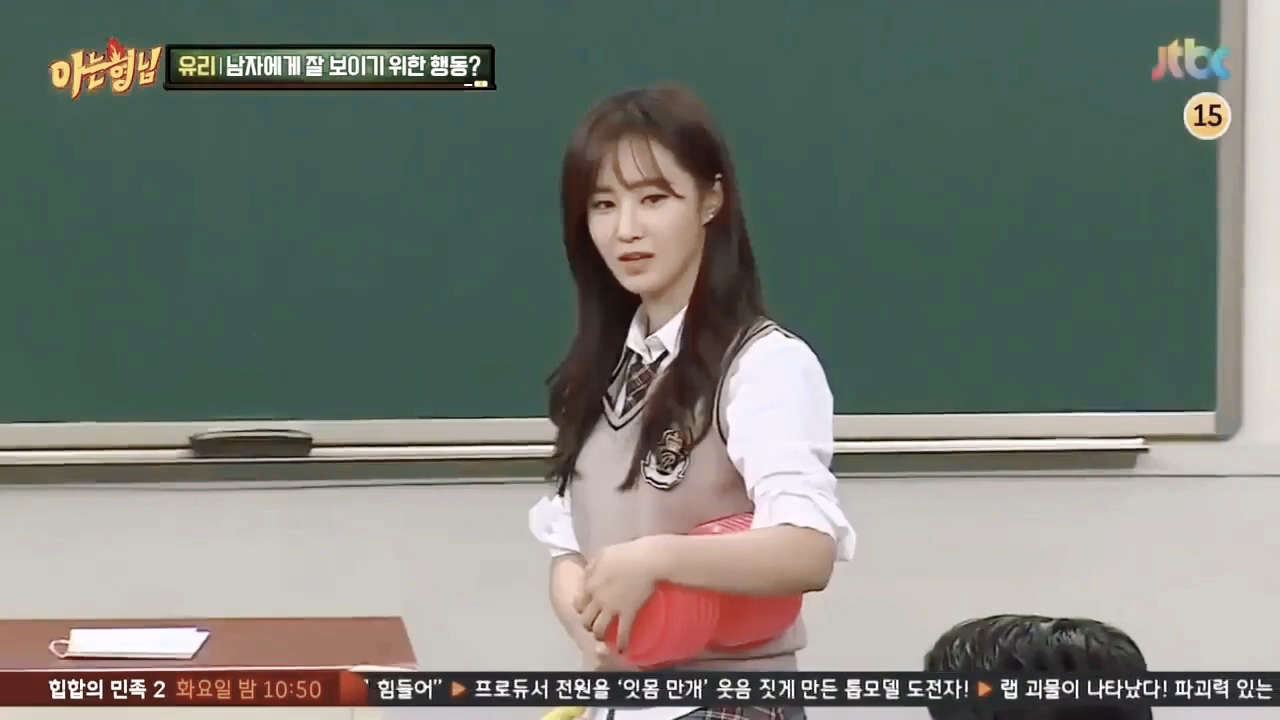 아는형님
유리 | 남자에게 잘 보이기 위한 행동?
jtbc
15
힙합의 민족 2 화요일 밤 10:50 힘들어" ▶ 프로듀서 전원을 '잇몸 만개' 웃음 짓게 만든 톱모델 도전자! ▶ 랩 괴물이 나타났다! 파괴력 있는